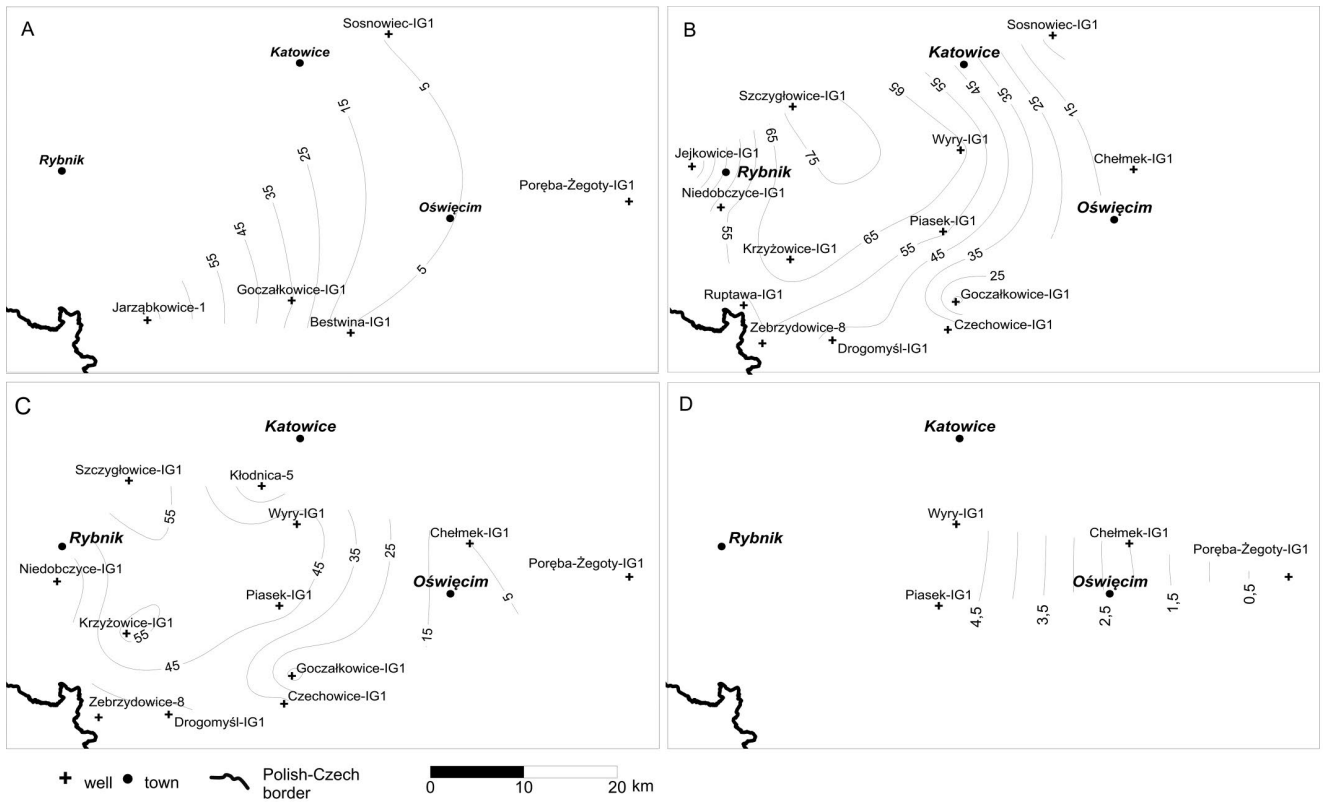 A
Sosnowiec-IG1
Katowice
5
15
25
Rybnik
35
Poręba-Żegoty-IG1
Oświęcim
45
55
5
Goczałkowice-IG1
Jarząbkowice-1
Bestwina-IG1
B
Sosnowiec-IG1
Katowice
65
55
45
35
25
15
Szczygłowice-IG1
65
75
Wyry-IG1
Jejkowice-IG1
Rybnik
Chełmek-IG1
Niedobczyce-IG1
Oświęcim
55
Piasek-IG1
65
55
45
35
Krzyżowice-IG1
25
Ruptawa-IG1
Goczałkowice-IG1
Zebrzydowice-8
Czechowice-IG1
Drogomyśl-IG1
C
Katowice
Szczygłowice-IG1
Kłodnica-5
55
Wyry-IG1
Rybnik
45
35
25
Chełmek-IG1
Niedobczyce-IG1
Poręba-Żegoty-IG1
Oświęcim
Piasek-IG1
5
Krzyżowice-IG1
55
15
45
Goczałkowice-IG1
Zebrzydowice-8
Czechowice-IG1
Drogomyśl-IG1
D
Katowice
Wyry-IG1
Rybnik
Chełmek-IG1
Poręba-Żegoty-IG1
Oświęcim
Piasek-IG1
4,5
3,5
2,5
1,5
0,5
well
town
Polish-Czech
border
0
10
20 km